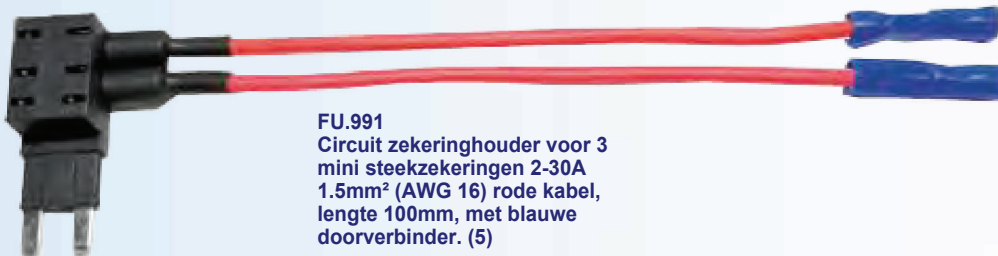 FU.991
Circuit zekeringhouder voor 3
mini steekzekeringen 2-30A
1.5mm² (AWG 16) rode kabel,
lengte 100mm, met blauwe
doorverbinder. (5)